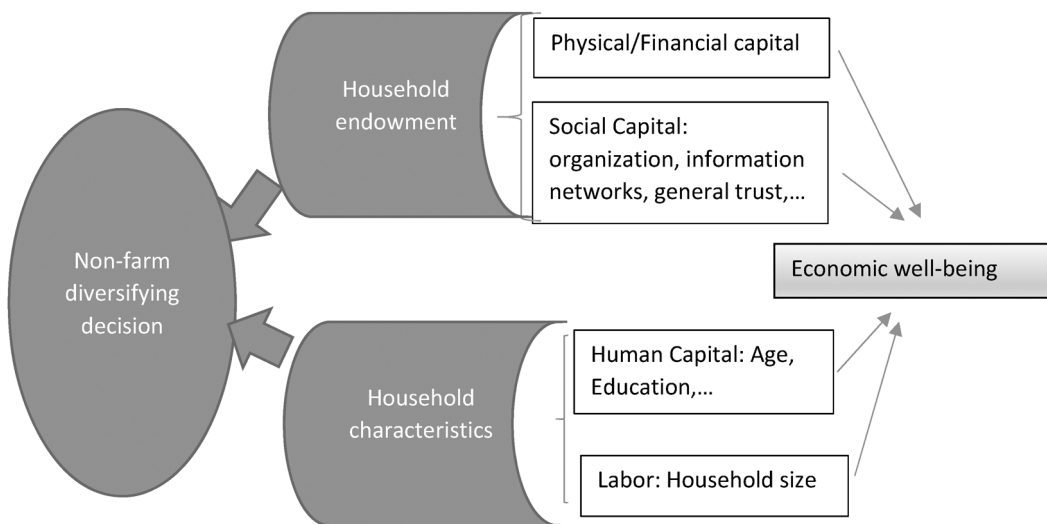 Household
endowment
Physical/Financial capital
Social Capital:
organization, information
networks, general trust,...
Non-farm
diversifying
decision
Economic well-being
Household
characteristics
Human Capital: Age,
Education,...
Labor: Household size